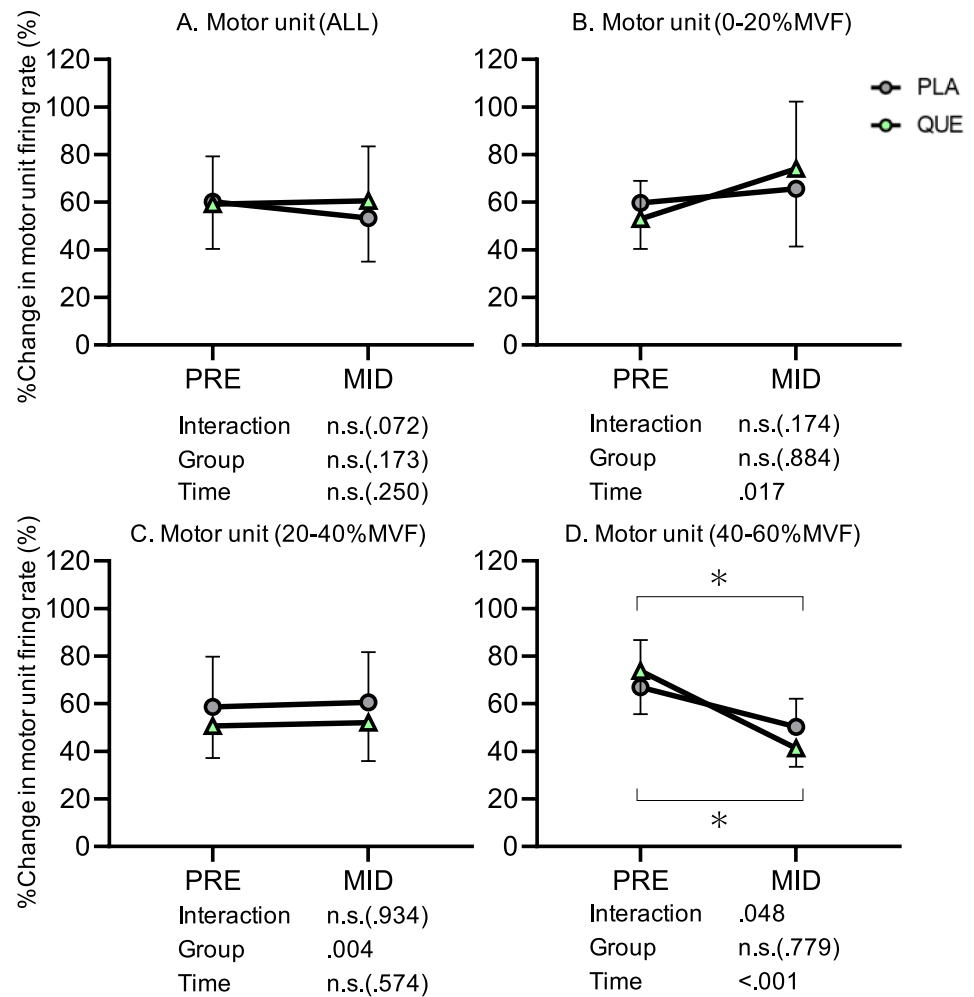 A. Motor unit (ALL)
%Change in motor unit firing rate (%)
120
100
80
60
40
20
0
PRE MID
Interaction n.s.(.072)
Group n.s.(.173)
Time n.s.(.250)
B. Motor unit (0-20%MVF)
120
100
80
60
40
20
0
PRE MID
Interaction n.s.(.174)
Group n.s.(.884)
Time .017
PLA
QUE
C. Motor unit (20-40%MVF)
%Change in motor unit firing rate (%)
120
100
80
60
40
20
0
PRE MID
Interaction n.s.(.934)
Group .004
Time n.s.(.574)
D. Motor unit (40-60%MVF)
120
100
80
60
40
20
0
*
*
PRE MID
Interaction .048
Group n.s.(.779)
Time <.001